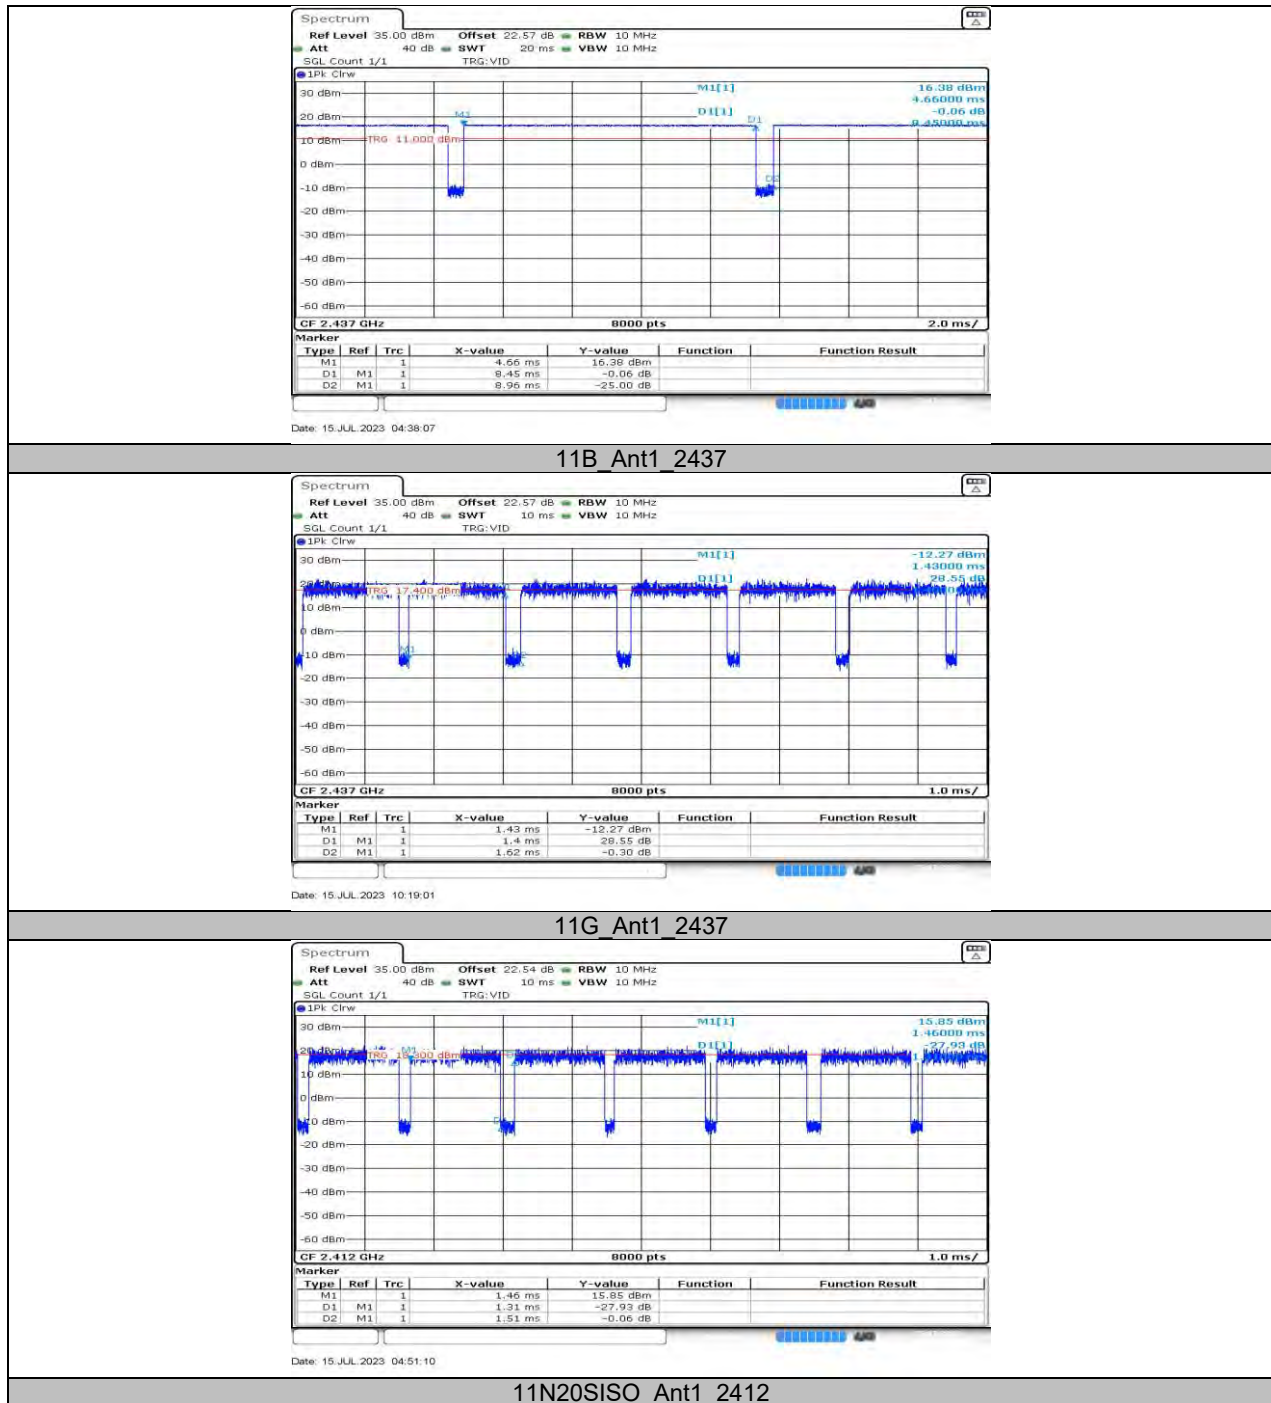 Spectrum
Ref Level 35.00 dBm Offset 22.57 dB RBW 10 MHz
Att 40 dB SWT 20 ms VBW 10 MHz
SGL Count 1/1 TRG:VID
1Pk Clrw
M1[1] 16.38 dBm
4.66000 ms
D1[1] -0.06 dB
8.45000 ms
30 dBm
20 dBm
M1
D1
10 dBm
TRG 11.000 dBm
0 dBm
D2
-10 dBm
-20 dBm
-30 dBm
-40 dBm
-50 dBm
-60 dBm
CF 2.437 GHz 8000 pts 2.0 ms/
Marker
Type Ref Trc X-value Y-value Function Function Result
M1 1 4.66 ms 16.38 dBm
D1 M1 1 8.45 ms -0.06 dB
D2 M1 1 8.96 ms -25.00 dB
Date: 15.JUL.2023 04:38:07
11B_Ant1_2437
Spectrum
Ref Level 35.00 dBm Offset 22.57 dB RBW 10 MHz
Att 40 dB SWT 10 ms VBW 10 MHz
SGL Count 1/1 TRG:VID
1Pk Clrw
M1[1] -12.27 dBm
1.43000 ms
D1[1] 28.55 dB
30 dBm
TRG 17.400 dBm
10 dBm
0 dBm
M1
-10 dBm
-20 dBm
-30 dBm
-40 dBm
-50 dBm
-60 dBm
CF 2.437 GHz 8000 pts 1.0 ms/
Marker
Type Ref Trc X-value Y-value Function Function Result
M1 1 1.43 ms -12.27 dBm
D1 M1 1 1.4 ms 28.55 dB
D2 M1 1 1.62 ms -0.30 dB
Date: 15.JUL.2023 10:19:01
11G_Ant1_2437
Spectrum
Ref Level 35.00 dBm Offset 22.54 dB RBW 10 MHz
Att 40 dB SWT 10 ms VBW 10 MHz
SGL Count 1/1 TRG:VID
1Pk Clrw
M1[1] 15.85 dBm
1.46000 ms
D1[1] -27.93 dB
30 dBm
M1
TRG 18.300 dBm
10 dBm
0 dBm
-20 dBm
-30 dBm
-40 dBm
-50 dBm
-60 dBm
CF 2.412 GHz 8000 pts 1.0 ms/
Marker
Type Ref Trc X-value Y-value Function Function Result
M1 1 1.46 ms 15.85 dBm
D1 M1 1 1.31 ms -27.93 dB
D2 M1 1 1.51 ms -0.06 dB
Date: 15.JUL.2023 04:51:10
11N20SISO_Ant1_2412